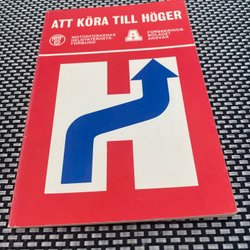 ATT KÖRA TILL HÖGER
MOTORFÖRARNAS
HELNYKTERHETS-
FÖRBUND
A
FÖRSÄKRINGS-
BOLAGET
ANSVAR
H